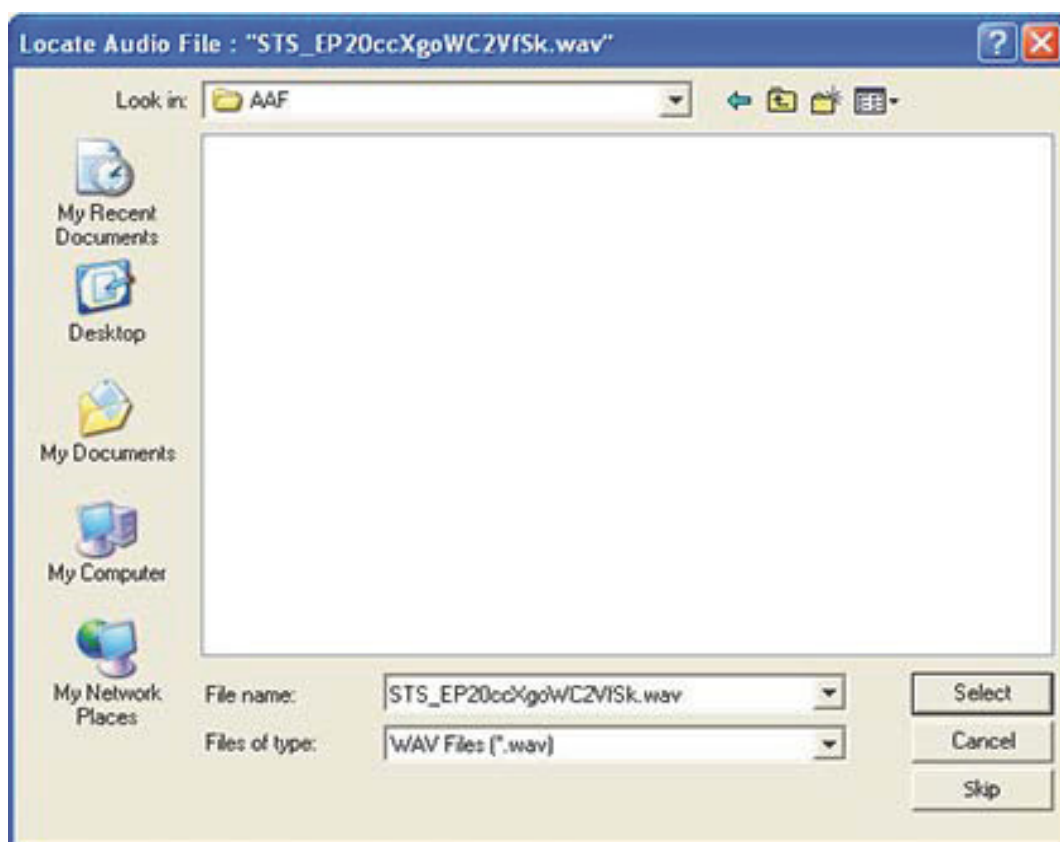 Locate Audio File : "STS_EP20ccXgoWC2VfSk.wav"
Look in: AAF
My Recent
Documents
Desktop
My Documents
My Computer
My Network
Places
File name: STS_EP20ccXgoWC2VfSk.wav
Select
Files of type: WAV Files (*.wav)
Cancel
Skip